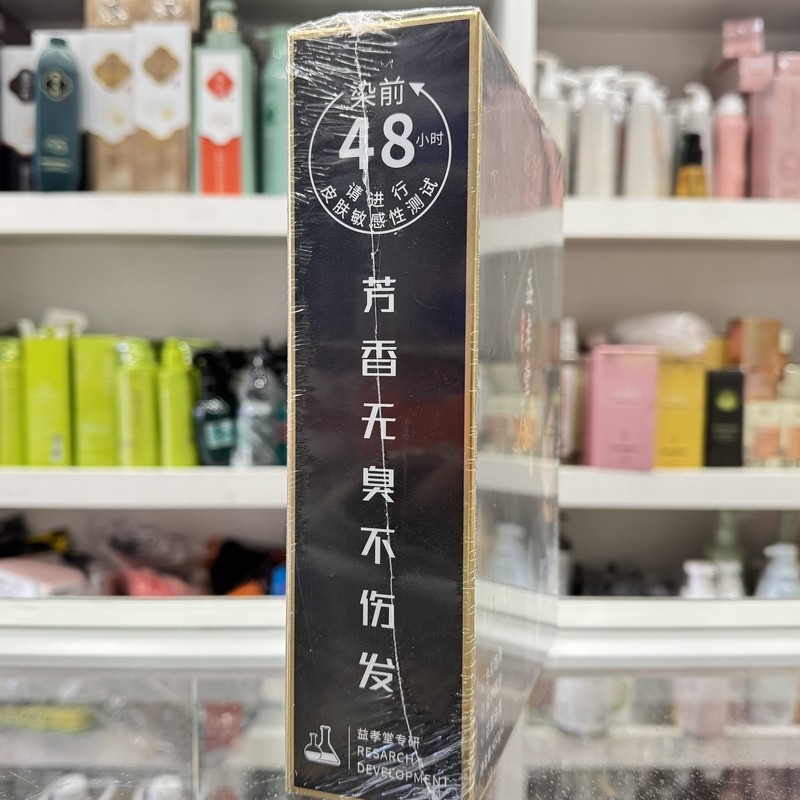 染前
48小时
请进行
皮肤敏感性测试
芳香无臭不伤发
益孝堂专研
RESARCH
DEVELOPMENT